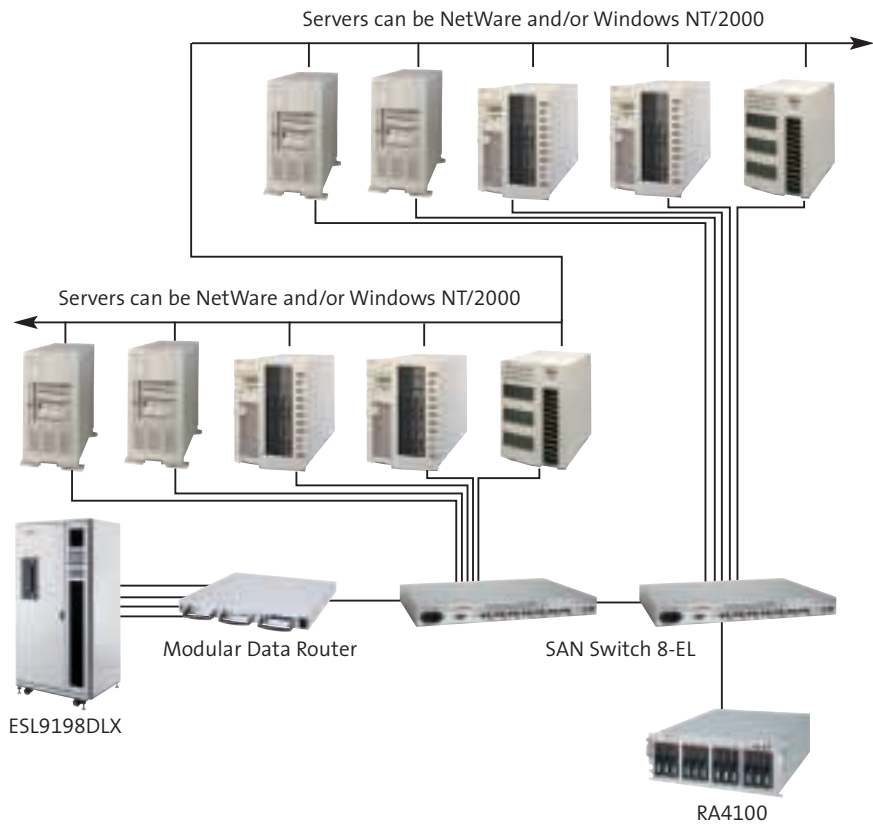 Servers can be NetWare and/or Windows NT/2000
Servers can be NetWare and/or Windows NT/2000
Modular Data Router
SAN Switch 8-EL
ESL9198DLX
RA4100